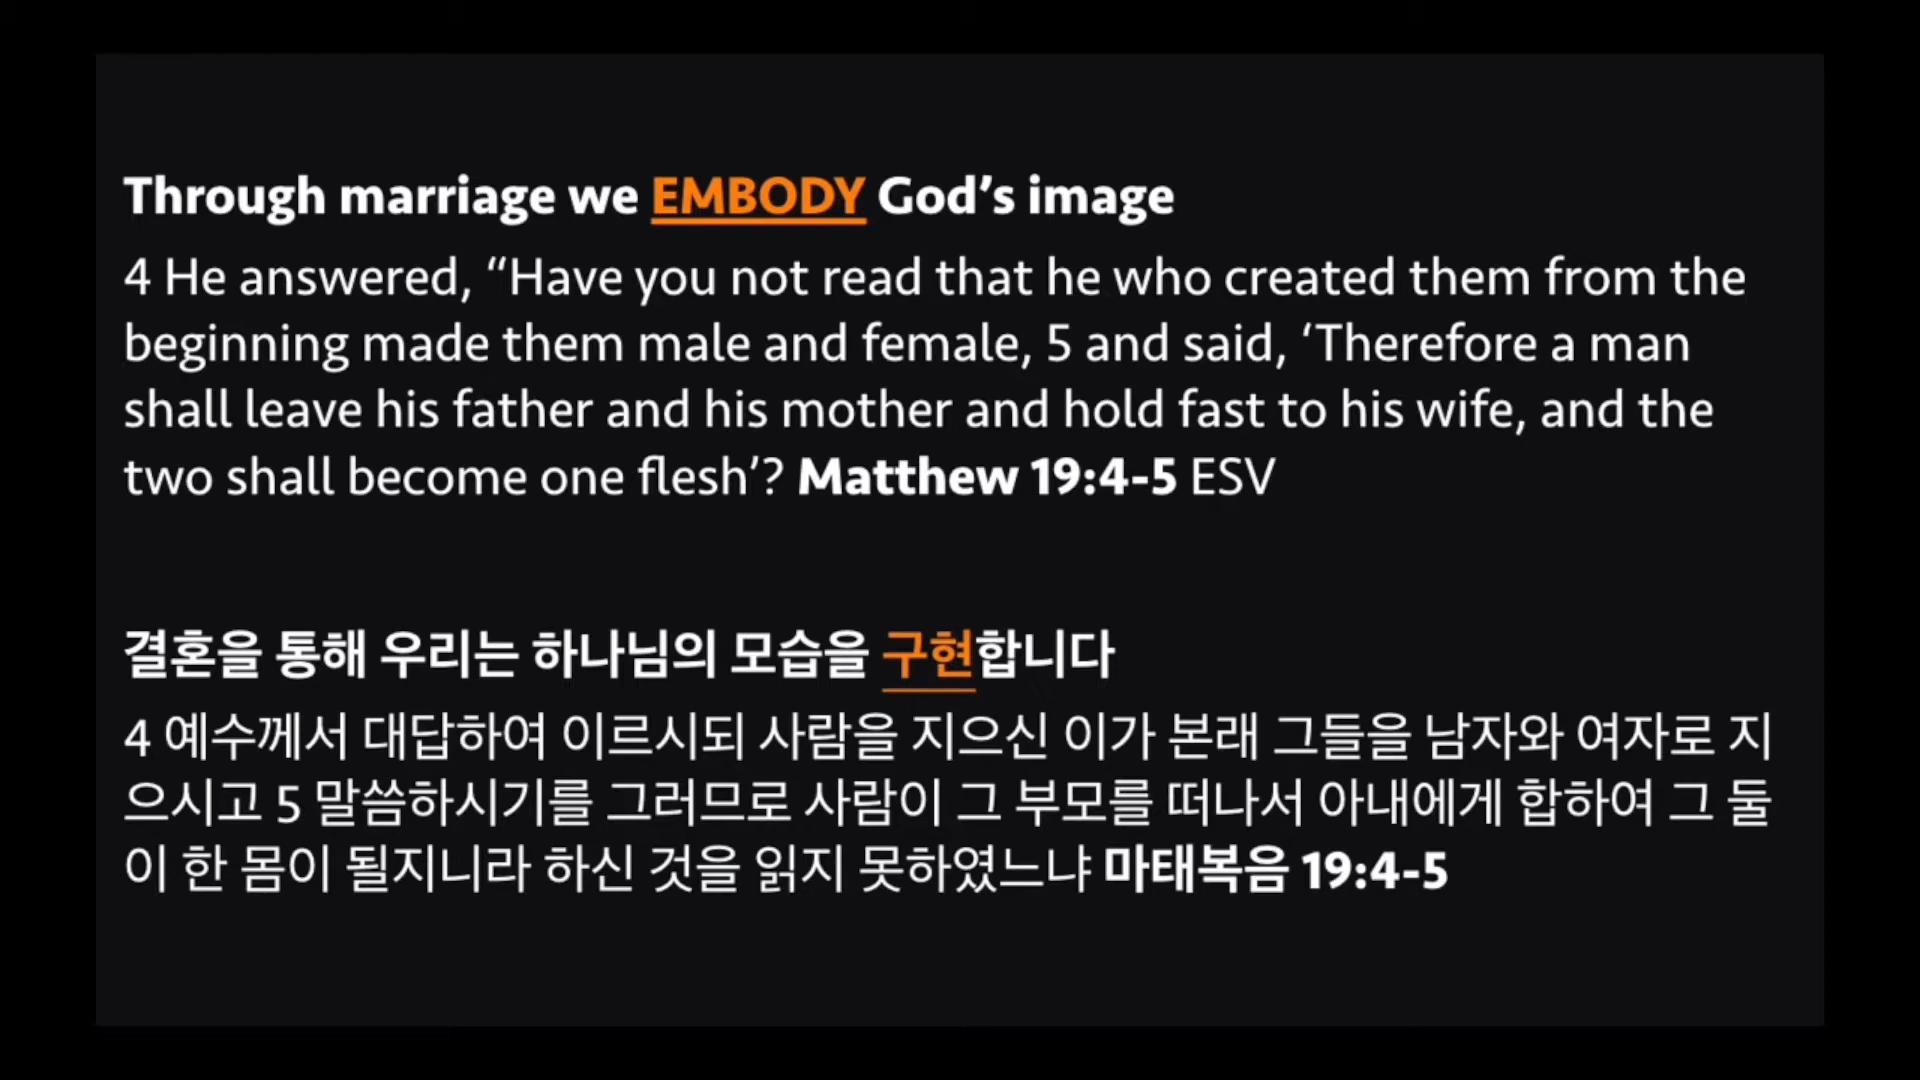 Through marriage we EMBODY God’s image
4 He answered, “Have you not read that he who created them from the
beginning made them male and female, 5 and said, ‘Therefore a man
shall leave his father and his mother and hold fast to his wife, and the
two shall become one flesh’? Matthew 19:4-5 ESV
결혼을 통해 우리는 하나님의 모습을 구현합니다
4 예수께서 대답하여 이르시되 사람을 지으신 이가 본래 그들을 남자와 여자로 지
으시고 5 말씀하시기를 그러므로 사람이 그 부모를 떠나서 아내에게 합하여 그 둘
이 한 몸이 될지니라 하신 것을 읽지 못하였느냐 마태복음 19:4-5